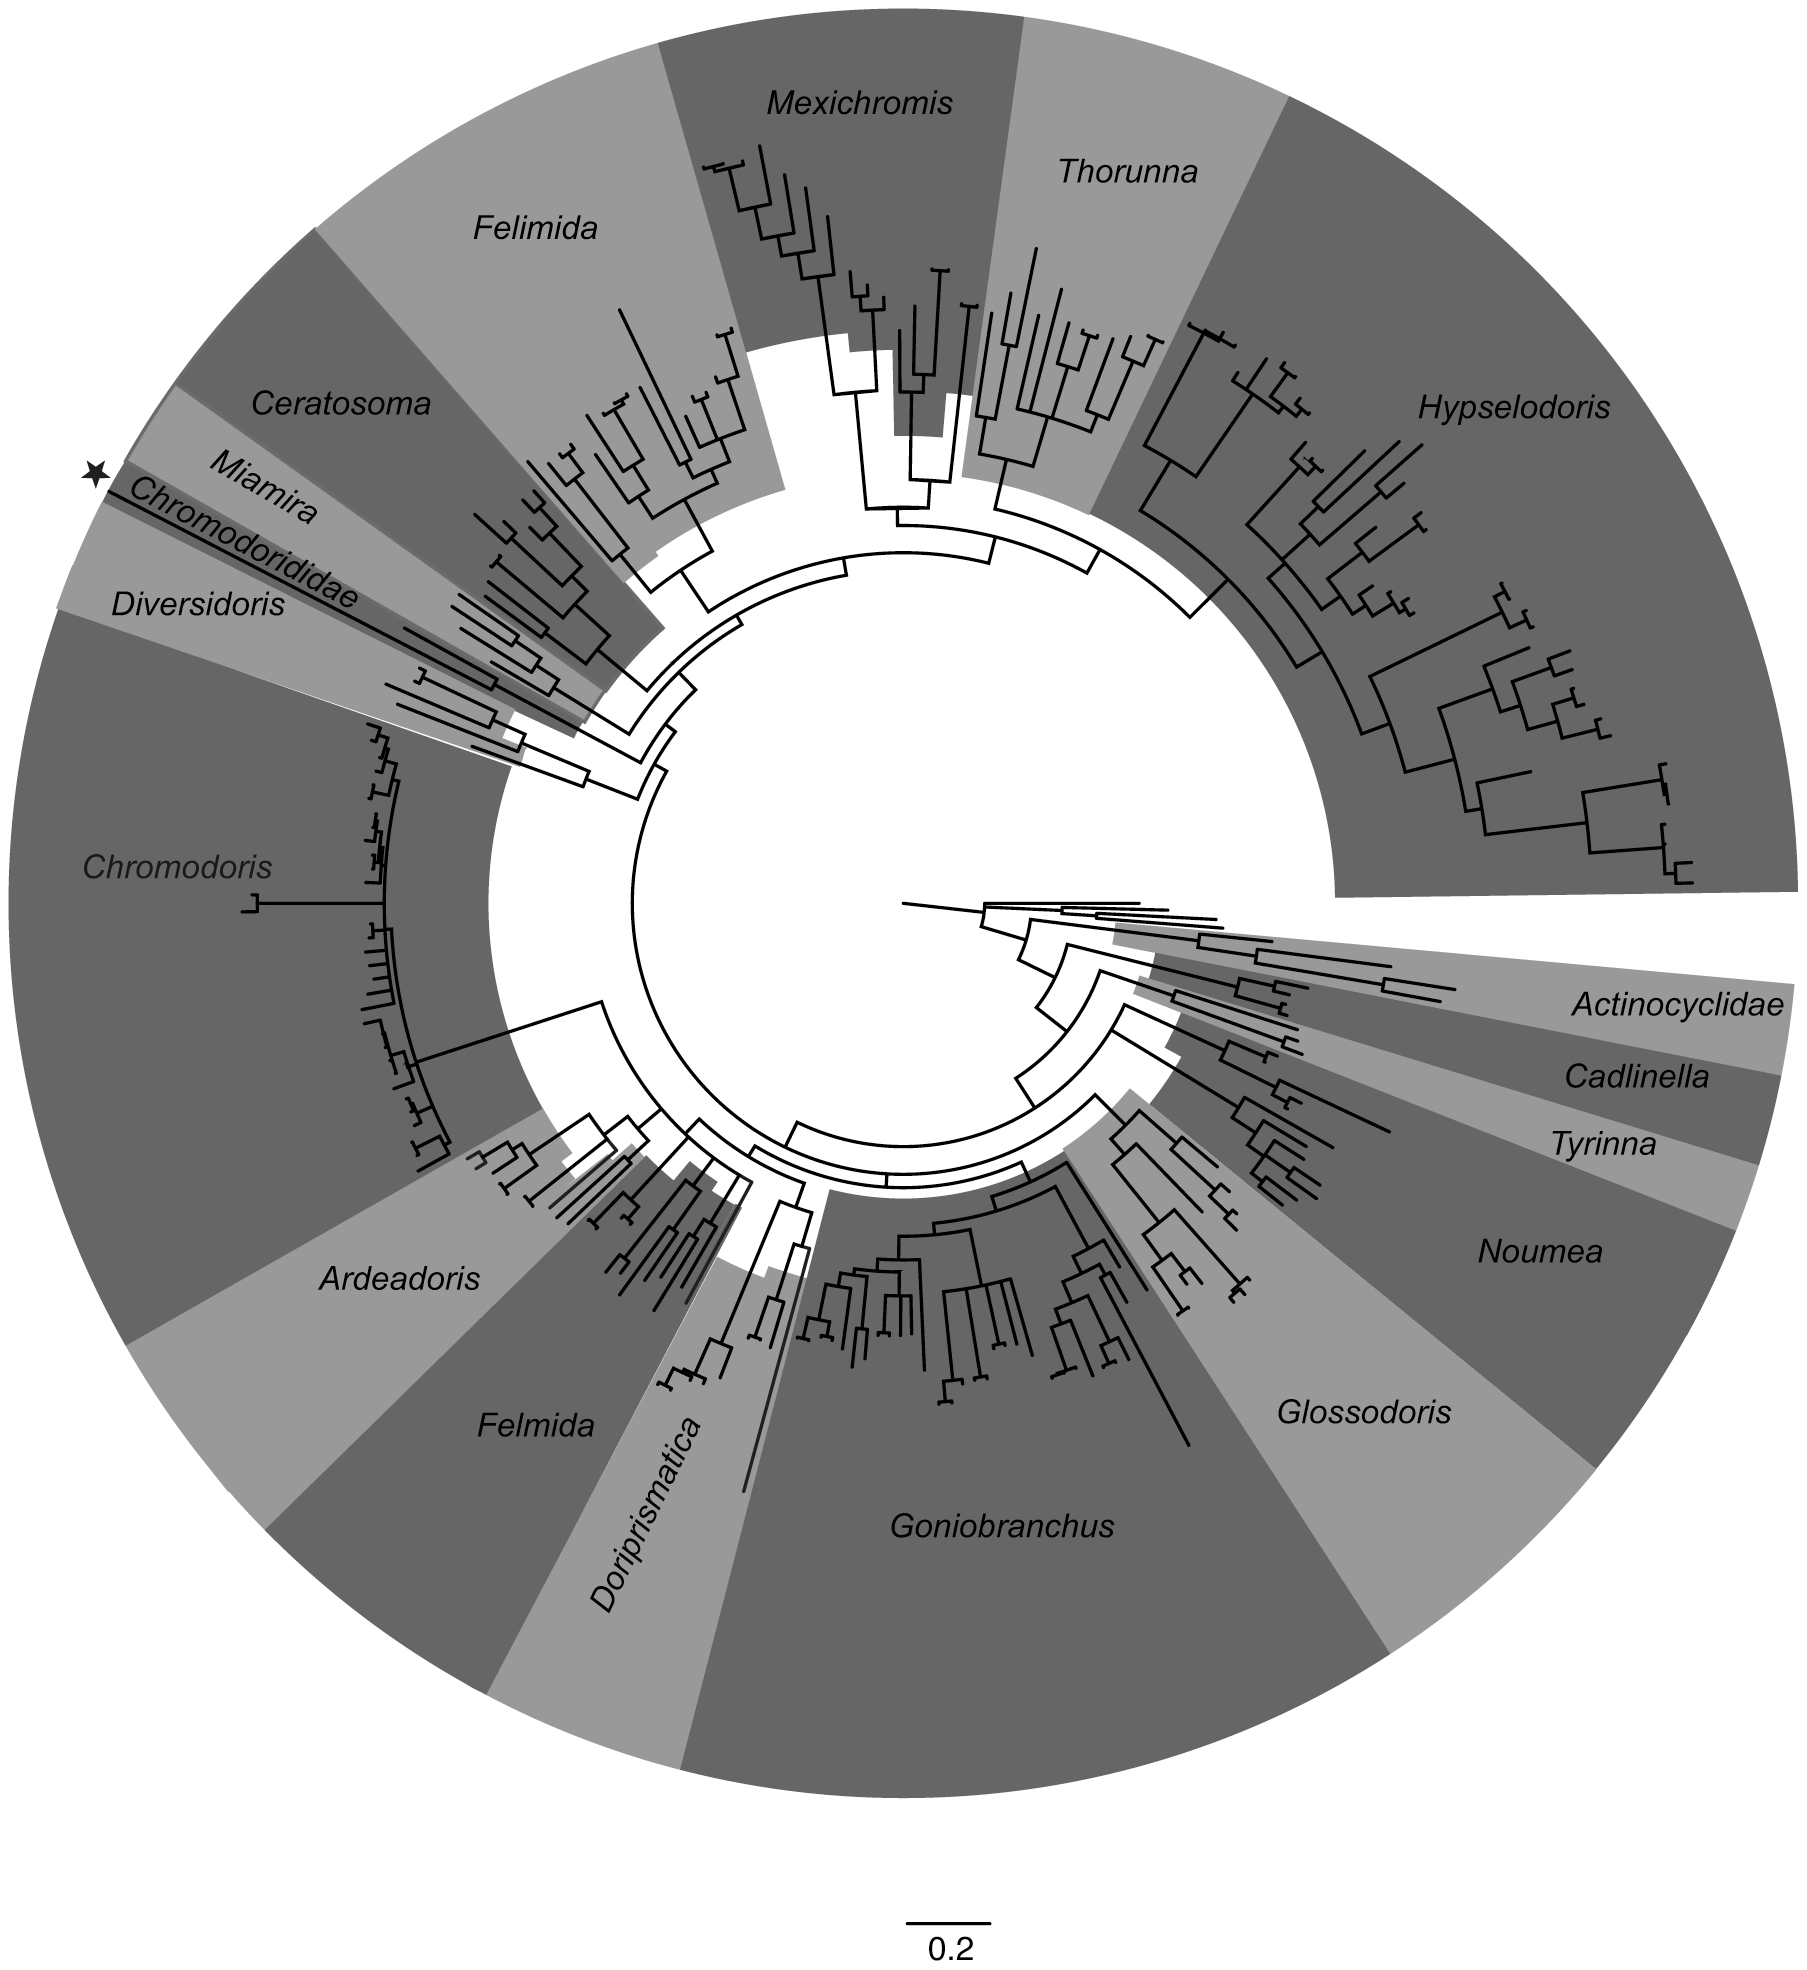 Mexichromis
Thorunna
Felimida
Hypselodoris
Ceratosoma
Miamira
Chromodorididae
Diversidoris
Chromodoris
Actinocyclidae
Cadlinella
Tyrinna
Noumea
Ardeadoris
Glossodoris
Felmida
Doriprismatica
Goniobranchus
0.2